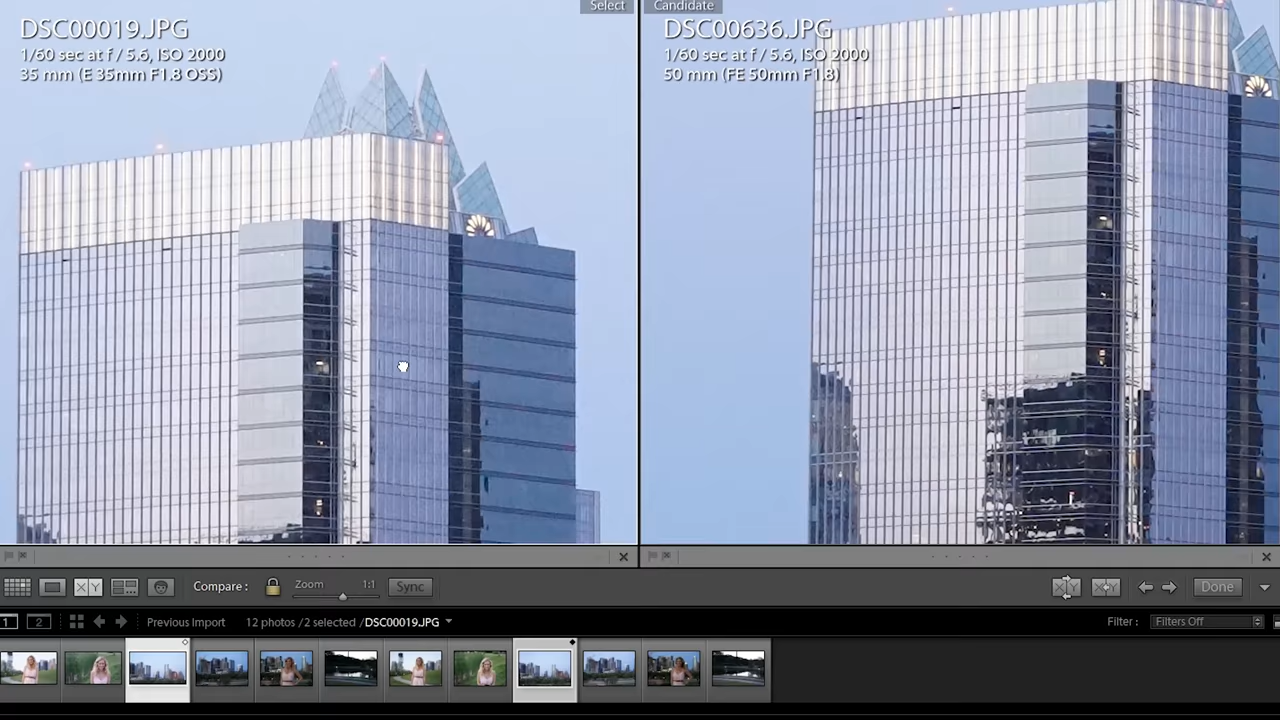 Select
Candidate
DSC00019.JPG
1/60 sec at f / 5.6, ISO 2000
35 mm (E 35mm F1.8 OSS)
DSC00636.JPG
1/60 sec at f / 5.6, ISO 2000
50 mm (FE 50mm F1.8)
XY
Compare :
Zoom
1:1
Sync
Done
1
2
Previous Import
12 photos /2 selected /DSC00019.JPG
Filter :
Filters Off